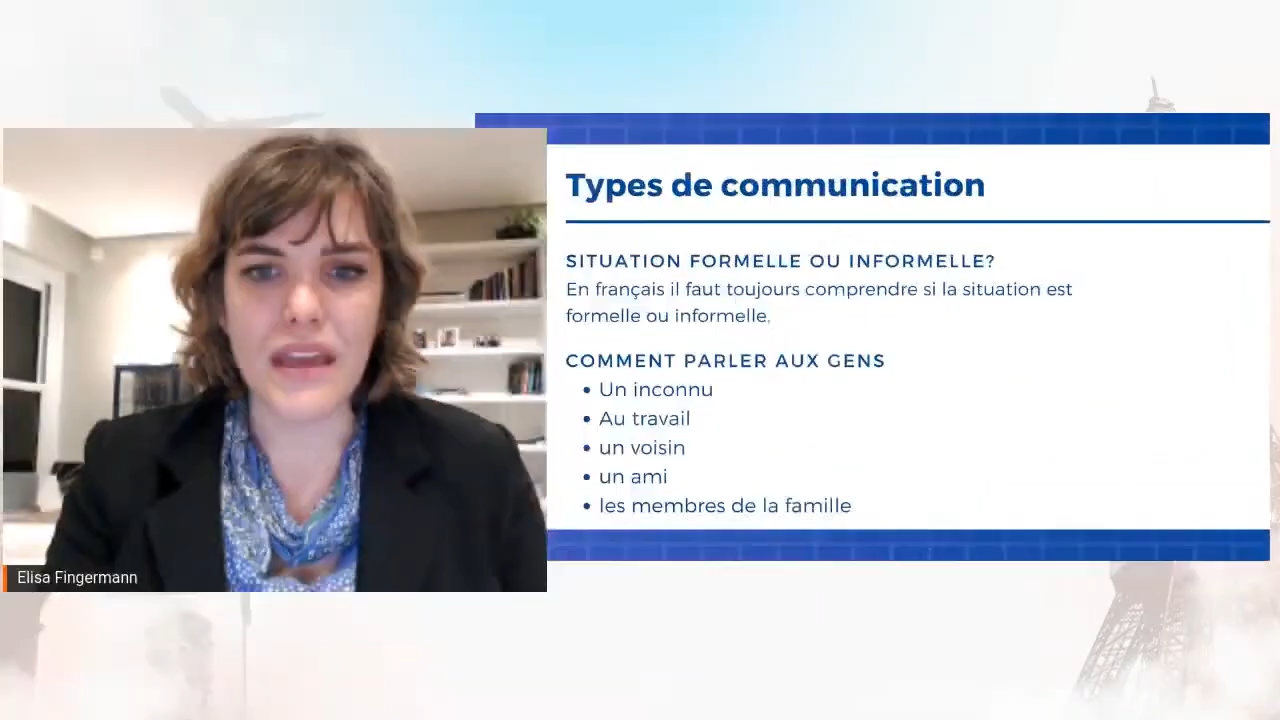 Types de communication
SITUATION FORMELLE OU INFORMELLE?
En français il faut toujours comprendre si la situation est
formelle ou informelle.
COMMENT PARLER AUX GENS
Un inconnu
Au travail
un voisin
un ami
les membres de la famille
Elisa Fingermann